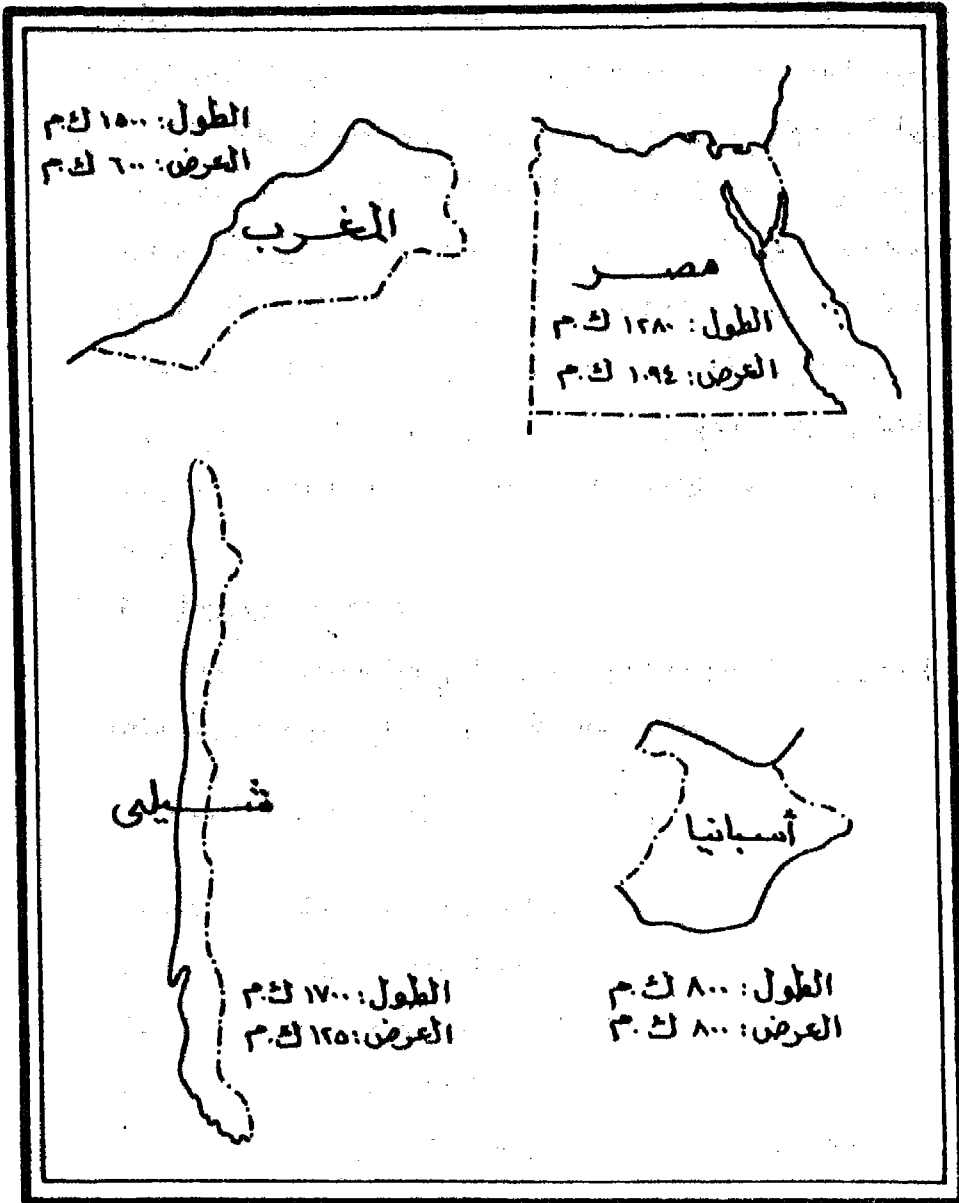 الطول: ١٥٠٠ ك.م
العرض: ٦٠٠ ك.م
المغرب
مصر
الطول: ١٢٨٠ ك.م
العرض: ١٠٩٤ ك.م
شيلى
الطول: ١٧٠٠ ك.م
العرض: ١٢٥ ك.م
أسبانيا
الطول: ٨٠٠ ك.م
العرض: ٨٠٠ ك.م